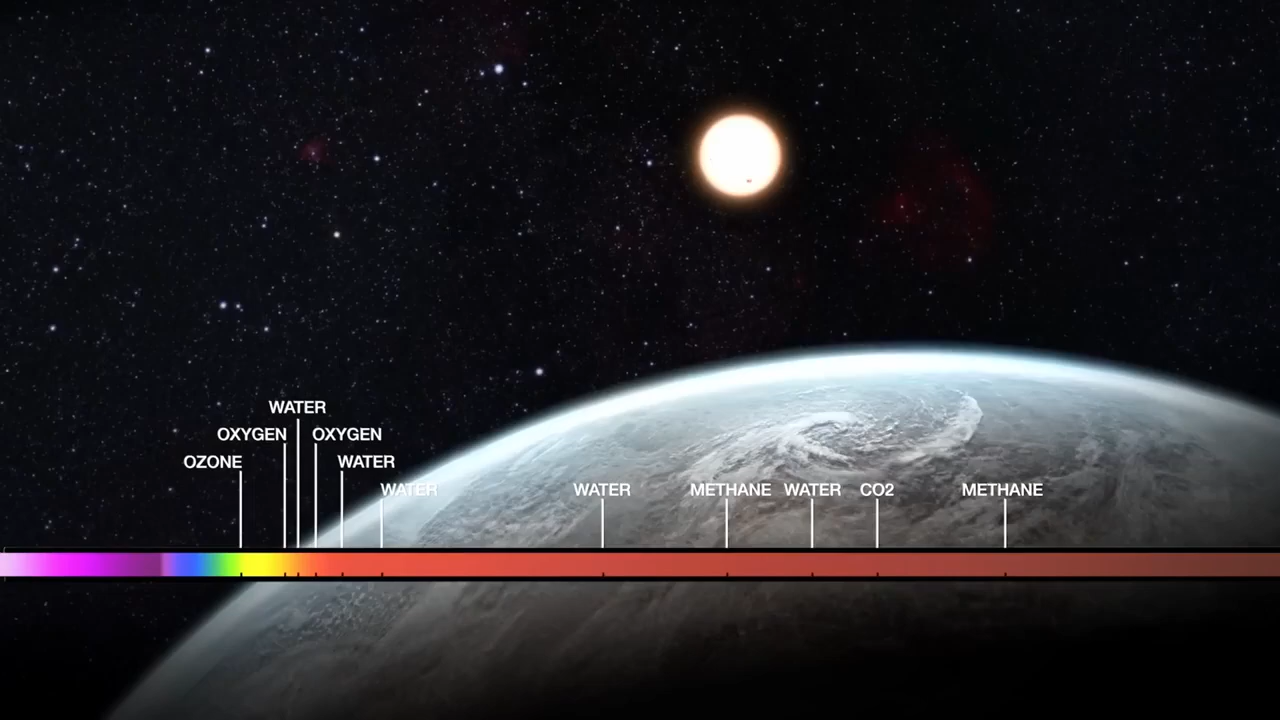 WATER
OXYGEN
OXYGEN
OZONE
WATER
WATER
WATER
METHANE
WATER
CO2
METHANE